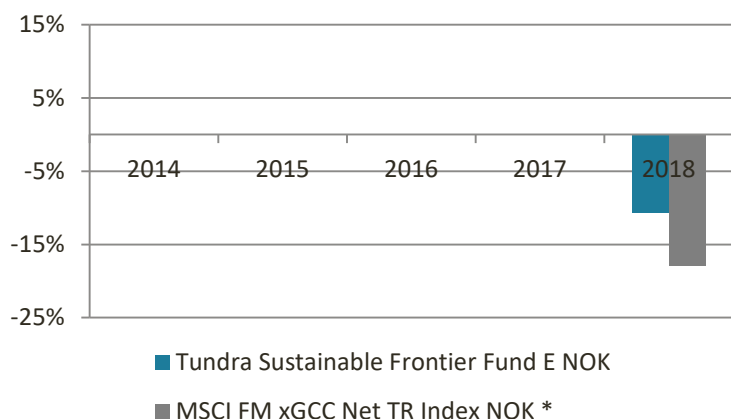 15%
5%
-5%
2014 2015 2016 2017 2018
-15%
-25%
Tundra Sustainable Frontier Fund E NOK
MSCI FM xGCC Net TR Index NOK *